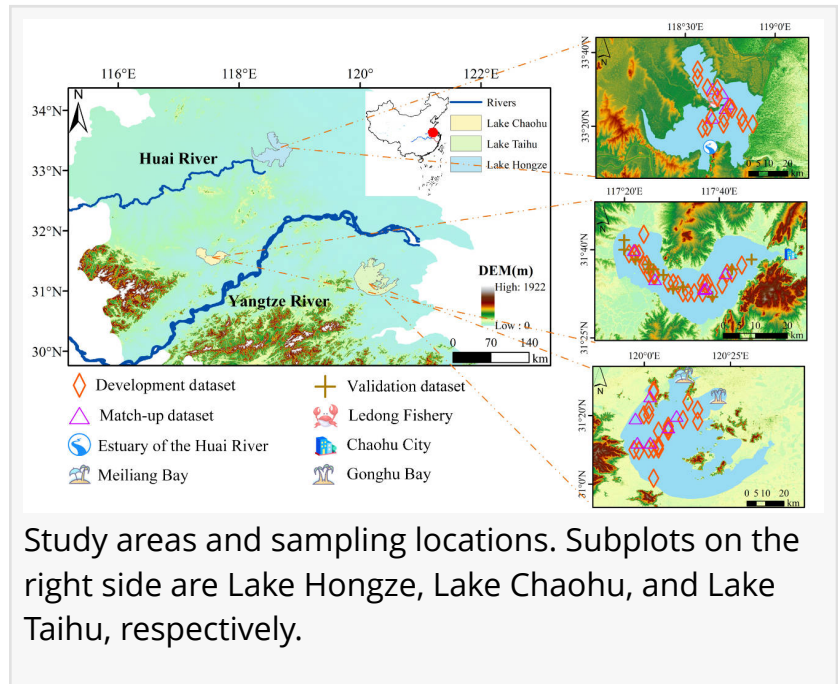 116°E 118°E 120°E 122°E
34°N
33°N
32°N
31°N
30°N
N
Huai River
Yangtze River
Rivers
Lake Chaohu
Lake Taihu
Lake Hongze
DEM(m)
High: 1922
Low : 0
0 70 140
km
118°30'E 119°0'E
33°40'N
33°20'N
N
0 5 10 20
km
117°20'E 117°40'E
31°40'N
31°25'N
N
0 5 10 20
km
120°0'E 120°25'E
31°20'N
31°0'N
N
0 5 10 20
km
Development dataset
Validation dataset
Match-up dataset
Ledong Fishery
Estuary of the Huai River
Chaohu City
Meiliang Bay
Gonghu Bay
Study areas and sampling locations. Subplots on the
right side are Lake Hongze, Lake Chaohu, and Lake
Taihu, respectively.